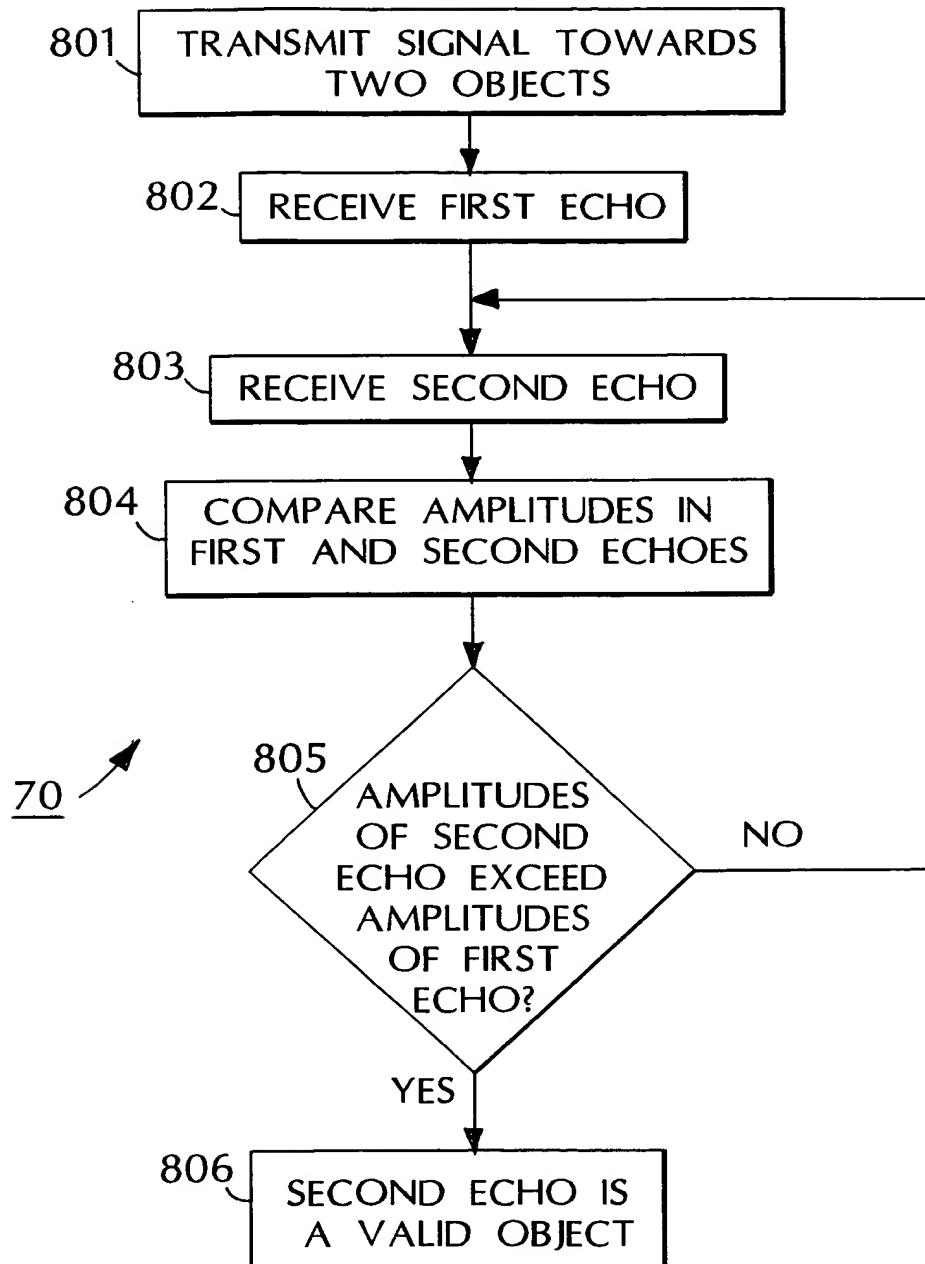 801
TRANSMIT SIGNAL TOWARDS
TWO OBJECTS
802
RECEIVE FIRST ECHO
803
RECEIVE SECOND ECHO
804
COMPARE AMPLITUDES IN
FIRST AND SECOND ECHOES
805
AMPLITUDES
OF SECOND
ECHO EXCEED
AMPLITUDES
OF FIRST
ECHO?
NO
70
YES
806
SECOND ECHO IS
A VALID OBJECT